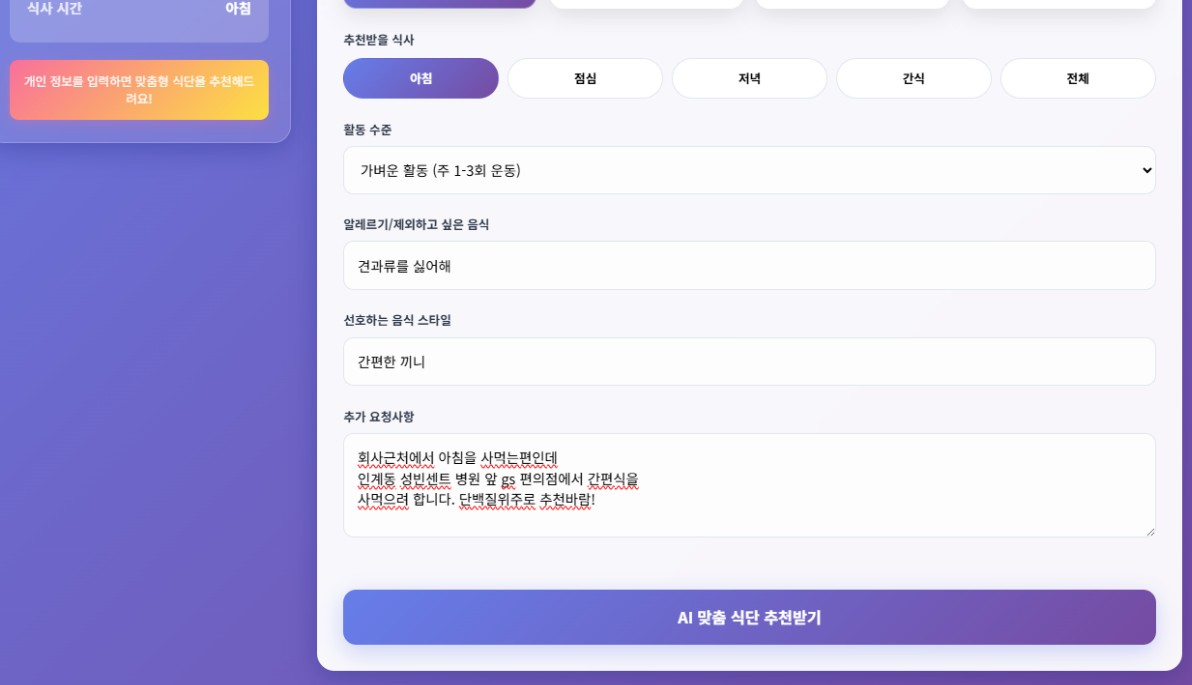 식사 시간
아침
개인 정보를 입력하면 맞춤형 식단을 추천해드
려요!
추천받을 식사
아침
점심
저녁
간식
전체
활동 수준
가벼운 활동 (주 1-3회 운동)
알레르기/제외하고 싶은 음식
견과류를 싫어해
선호하는 음식 스타일
간편한 끼니
추가 요청사항
회사근처에서 아침을 사먹는편인데
인계동 성빈센트 병원 앞 gs 편의점에서 간편식을
사먹으려 합니다. 단백질위주로 추천바람!
AI 맞춤 식단 추천받기